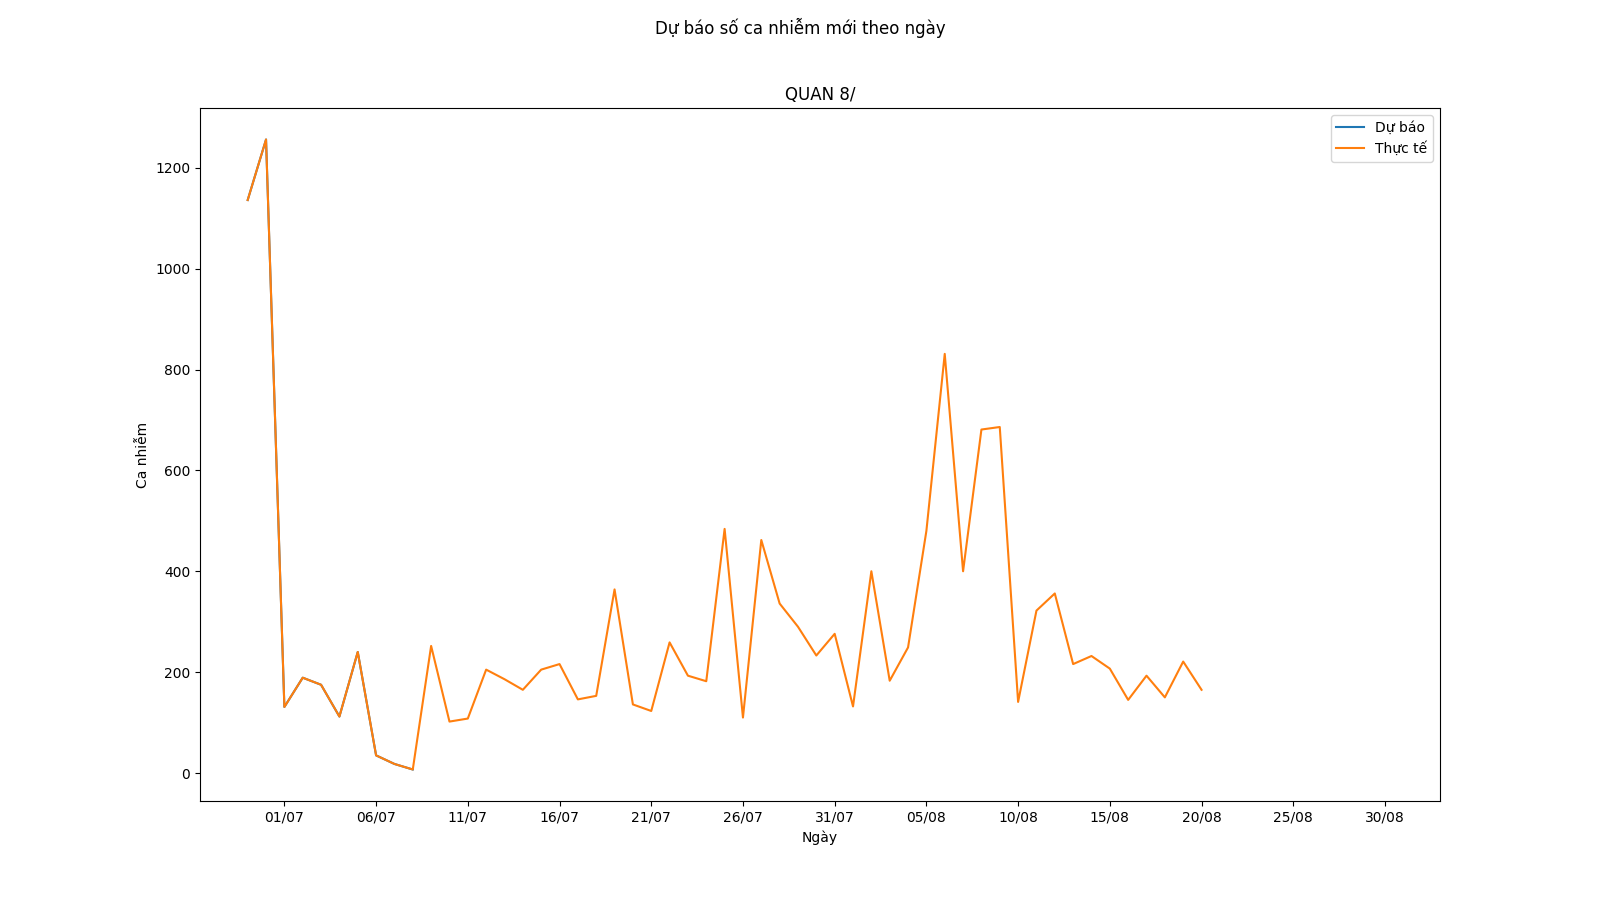 Dự báo số ca nhiễm mới theo ngày
QUAN 8/
Dự báo
Thực tế
1200
1000
800
600
400
200
0
Ca nhiễm
01/07 06/07 11/07 16/07 21/07 26/07 31/07 05/08 10/08 15/08 20/08 25/08 30/08
Ngày